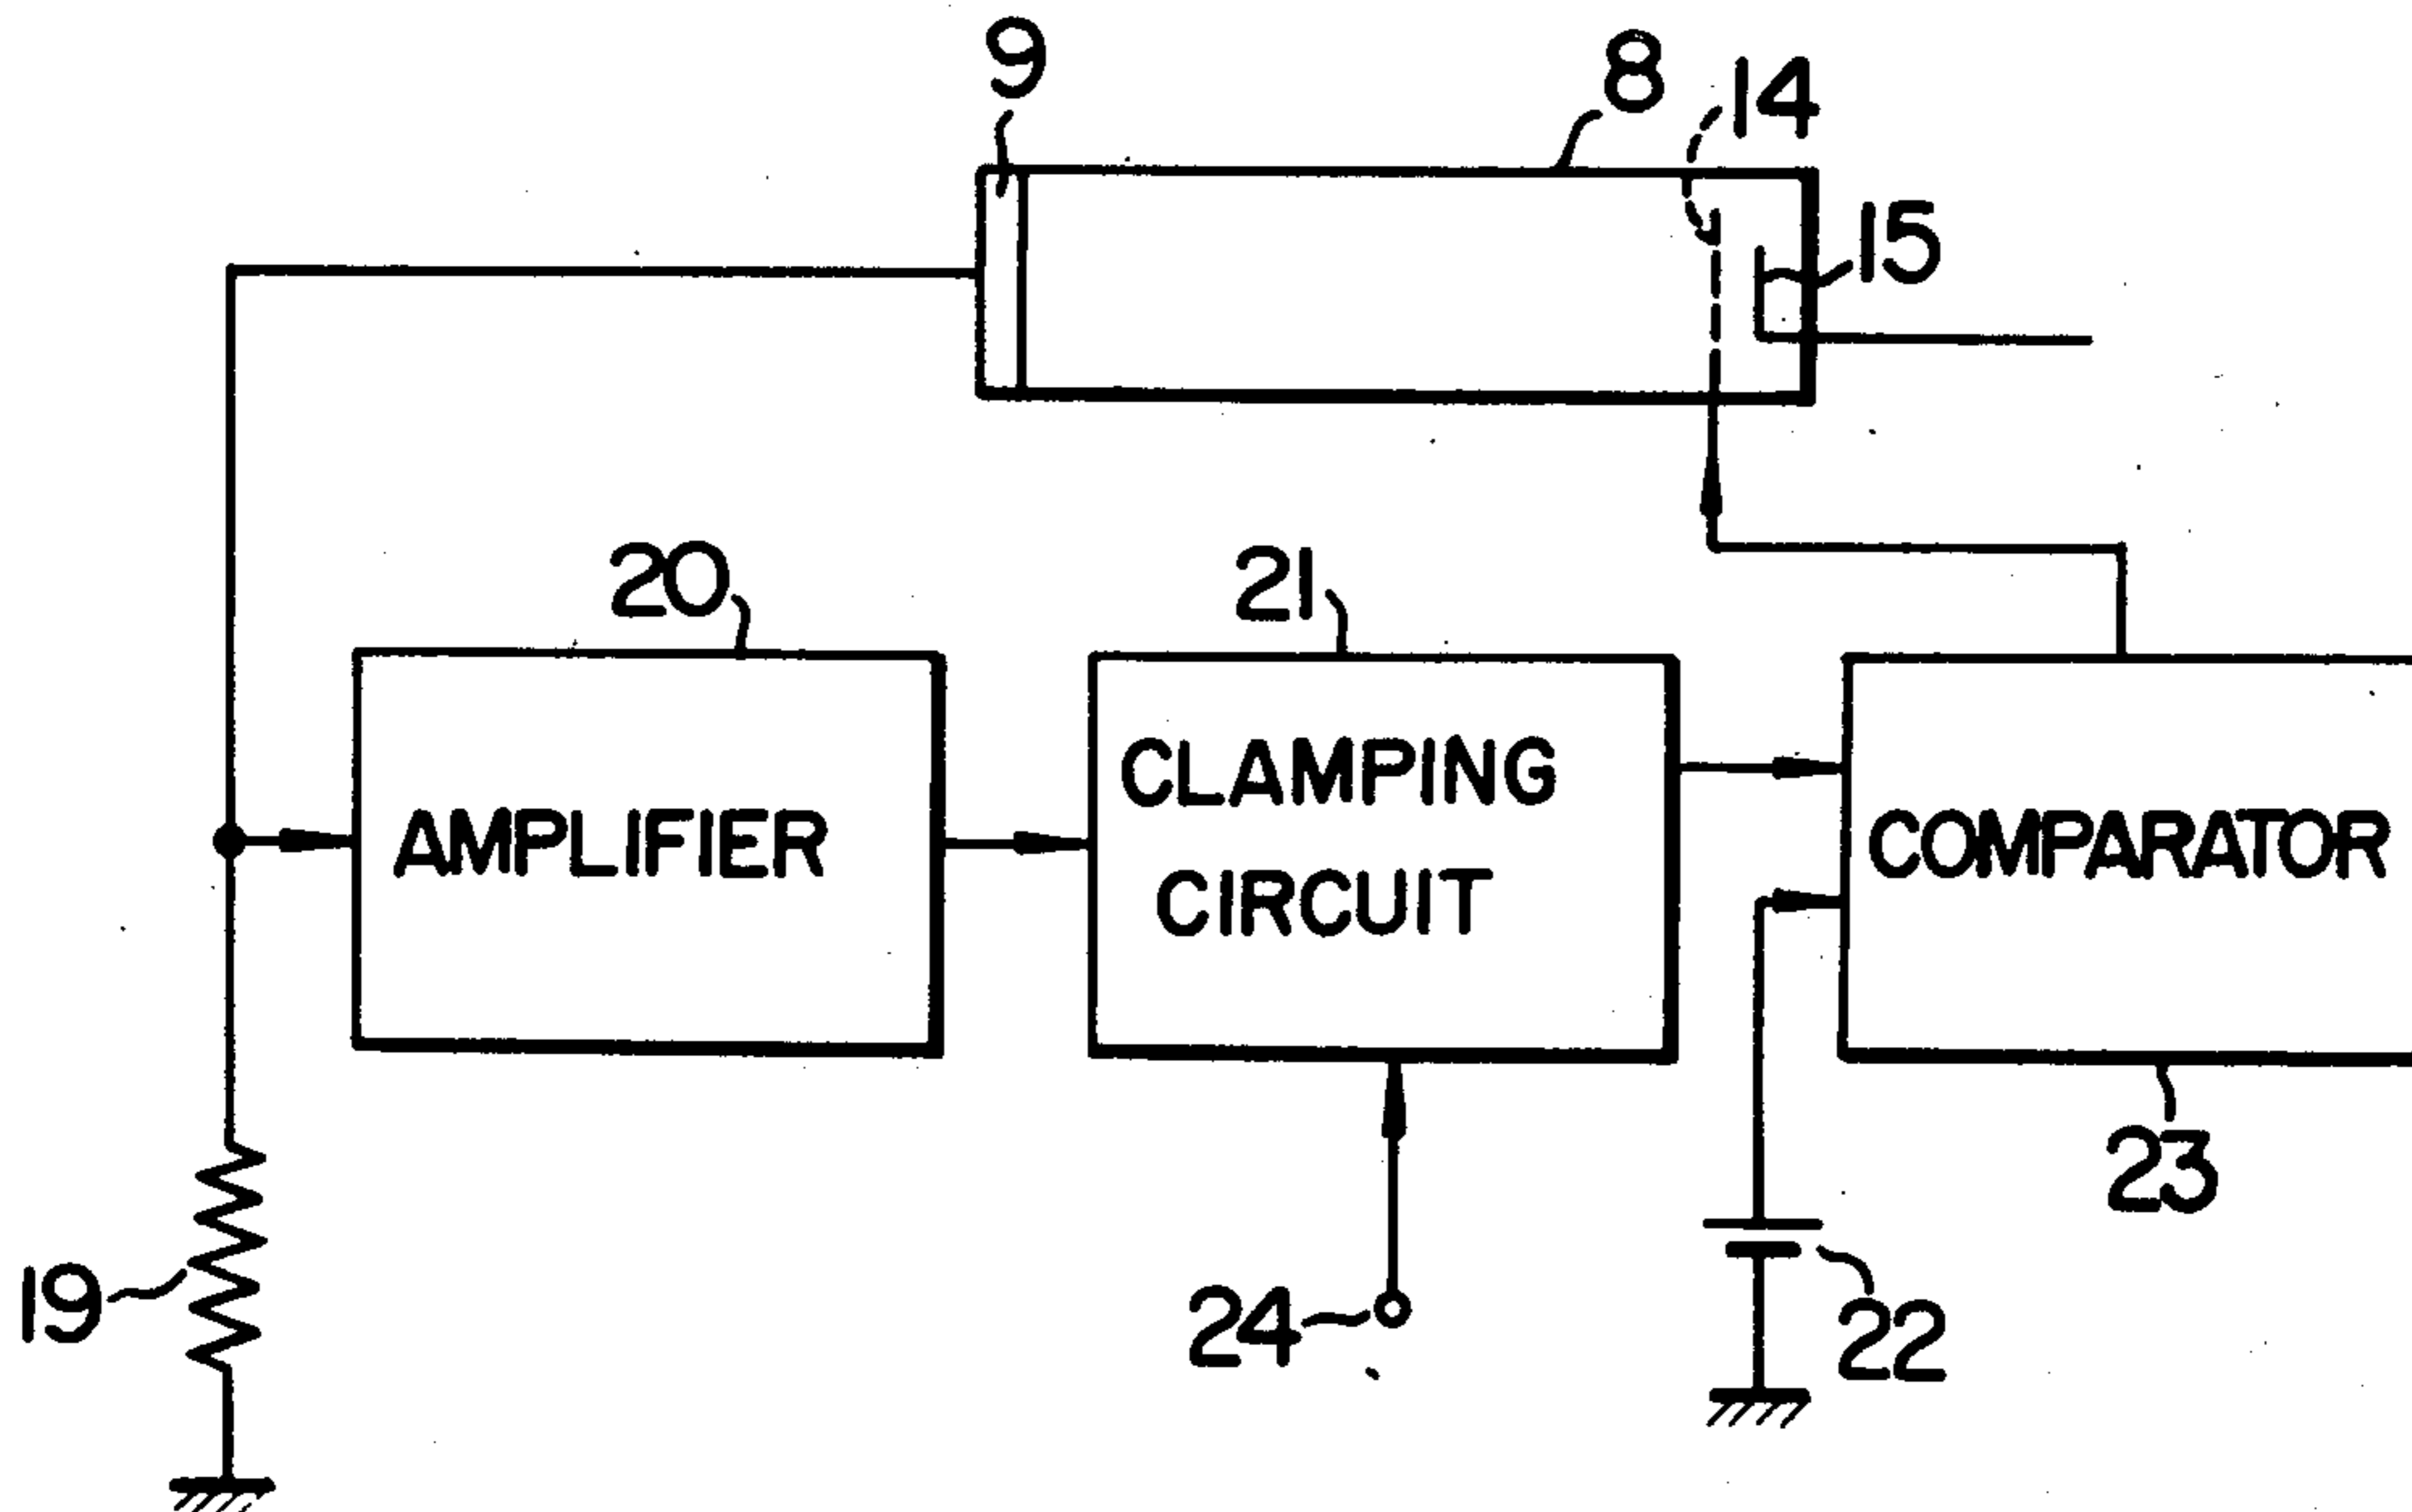 9
8
14
15
20
21
AMPLIFIER
CLAMPING
CIRCUIT
COMPARATOR
23
19
24
22